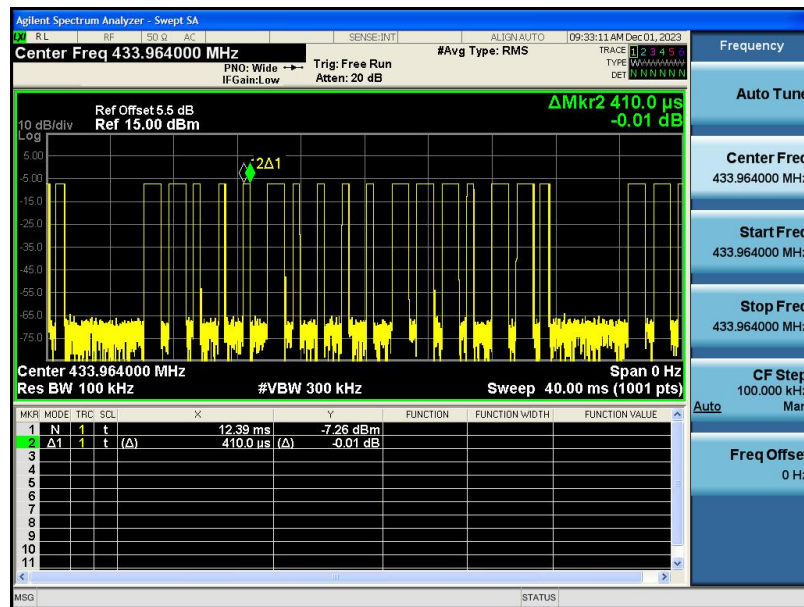 Agilent Spectrum Analyzer - Swept SA
LXI RL RF 50 Ω AC SENSE:INT ALIGN AUTO 09:33:11 AM Dec 01, 2023
Center Freq 433.964000 MHz #Avg Type: RMS TRACE 1 2 3 4 5 6
PNO: Wide Trig: Free Run TYPE W
IFGain:Low Atten: 20 dB DET N N N N N N
Frequency
ΔMkr2 410.0 µs
-0.01 dB
Ref Offset 5.5 dB
10 dB/div Ref 15.00 dBm
Log
5.00
-5.00
-15.0
-25.0
-35.0
-45.0
-55.0
-65.0
-75.0
2Δ1
Center 433.964000 MHz Span 0 Hz
Res BW 100 kHz #VBW 300 kHz Sweep 40.00 ms (1001 pts)
MKR MODE TRC SCL X Y FUNCTION FUNCTION WIDTH FUNCTION VALUE
1 N 1 t 12.39 ms -7.26 dBm
2 Δ1 1 t (Δ) 410.0 µs (Δ) -0.01 dB
3
4
5
6
7
8
9
10
11
MSG STATUS
Auto Tune
Center Freq
433.964000 MHz
Start Freq
433.964000 MHz
Stop Freq
433.964000 MHz
CF Step
100.000 kHz
Auto Man
Freq Offset
0 Hz